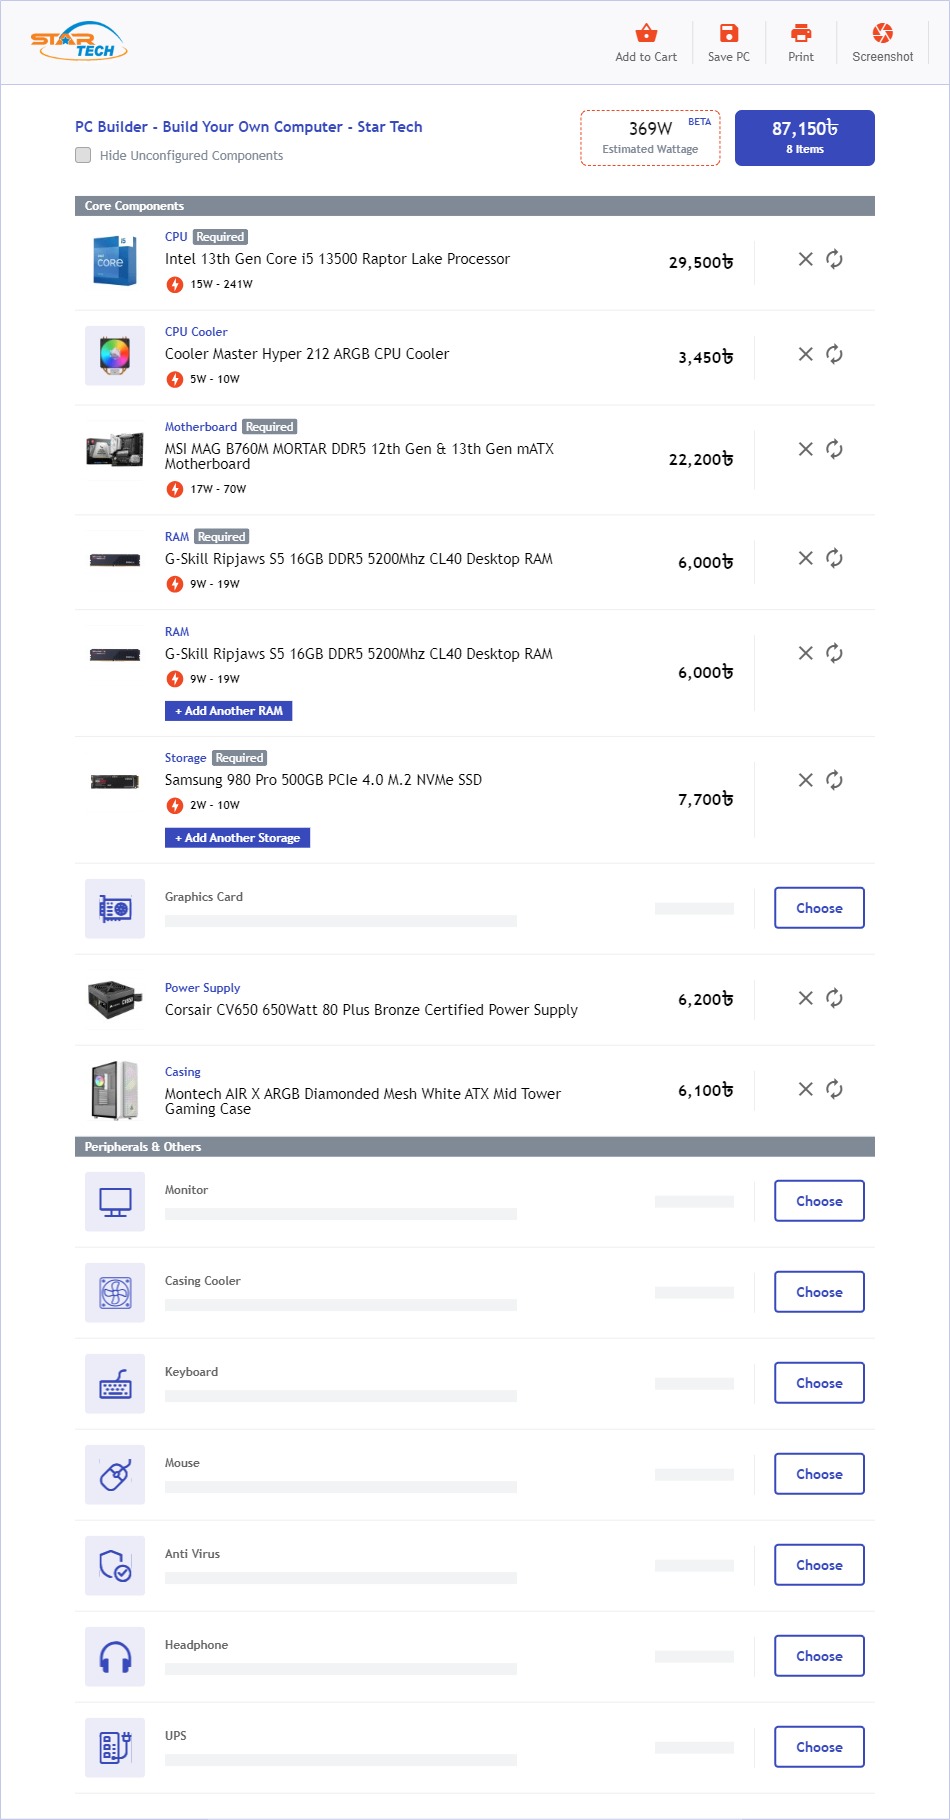 STAR
TECH
Add to Cart
Save PC
Print
Screenshot
PC Builder - Build Your Own Computer - Star Tech
Hide Unconfigured Components
369W
BETA
Estimated Wattage
87,150৳
8 Items
Core Components
CPU Required
Intel 13th Gen Core i5 13500 Raptor Lake Processor
15W - 241W
29,500৳
CPU Cooler
Cooler Master Hyper 212 ARGB CPU Cooler
5W - 10W
3,450৳
Motherboard Required
MSI MAG B760M MORTAR DDR5 12th Gen & 13th Gen mATX
Motherboard
17W - 70W
22,200৳
RAM Required
G-Skill Ripjaws S5 16GB DDR5 5200Mhz CL40 Desktop RAM
9W - 19W
6,000৳
RAM
G-Skill Ripjaws S5 16GB DDR5 5200Mhz CL40 Desktop RAM
9W - 19W
6,000৳
+ Add Another RAM
Storage Required
Samsung 980 Pro 500GB PCIe 4.0 M.2 NVMe SSD
2W - 10W
7,700৳
+ Add Another Storage
Graphics Card
Choose
Power Supply
Corsair CV650 650Watt 80 Plus Bronze Certified Power Supply
6,200৳
Casing
Montech AIR X ARGB Diamonded Mesh White ATX Mid Tower
Gaming Case
6,100৳
Peripherals & Others
Monitor
Choose
Casing Cooler
Choose
Keyboard
Choose
Mouse
Choose
Anti Virus
Choose
Headphone
Choose
UPS
Choose